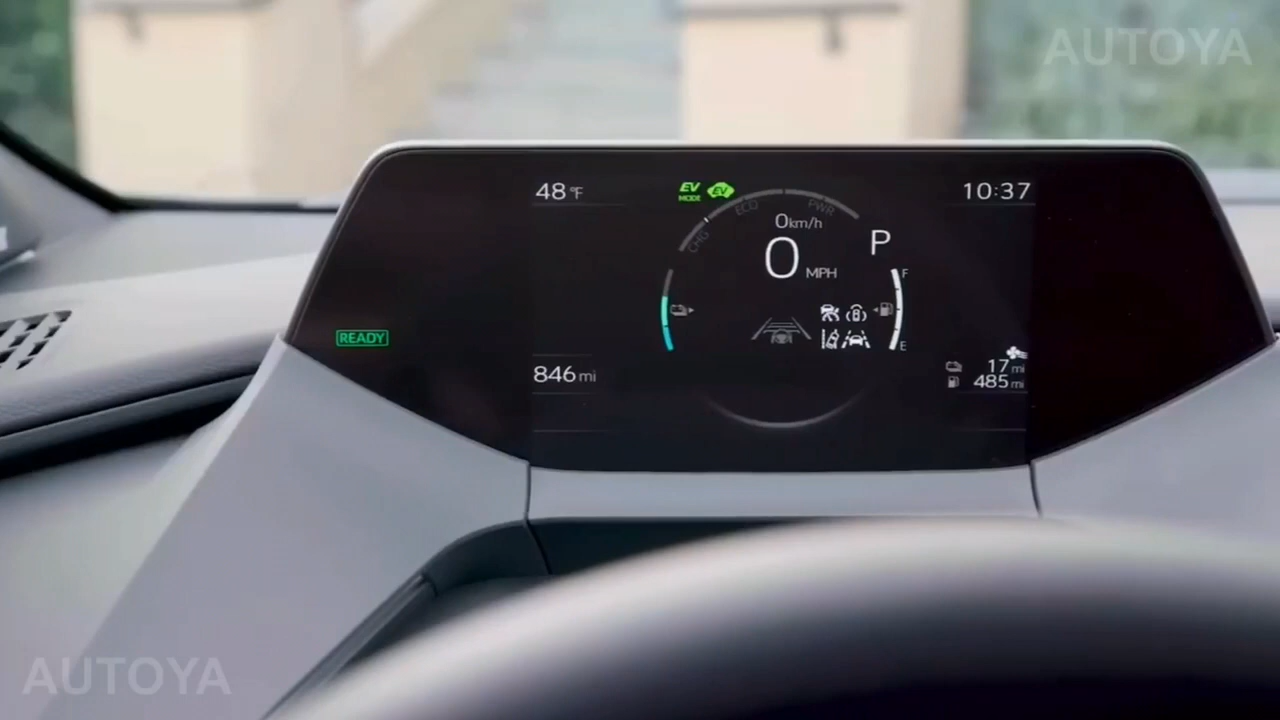 AUTOYA
48°F
EV
MODE
EV
10:37
CHG
ECO
PWR
0km/h
0 MPH
P
F
E
READY
846 mi
17 mi
485 mi
AUTOYA